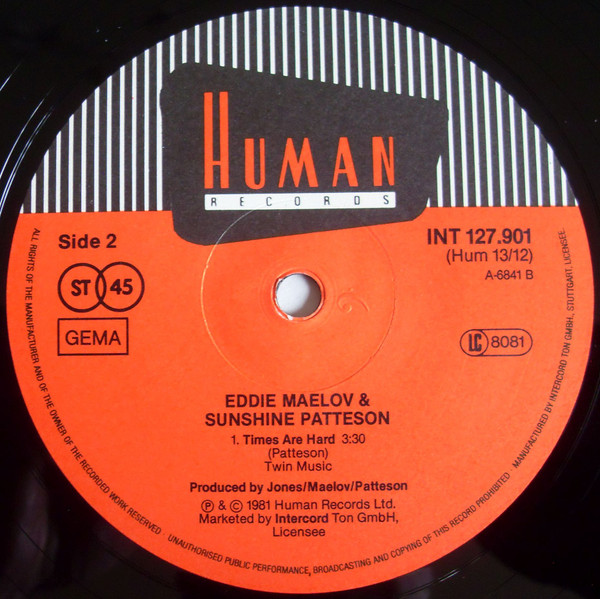 HUMAN
RECORDS
Side 2
INT 127.901
(Hum 13/12)
A-6841 B
ST 45
GEMA
LC 8081
EDDIE MAELOV &
SUNSHINE PATTESON
1. Times Are Hard 3:30
(Patteson)
Twin Music
Produced by Jones/Maelov/Patteson
Ⓟ & © 1981 Human Records Ltd.
Marketed by Intercord Ton GmbH,
Licensee
ALL RIGHTS OF THE MANUFACTURER AND OF THE OWNER OF THE RECORDED WORK RESERVED · UNAUTHORISED PUBLIC PERFORMANCE, BROADCASTING AND COPYING OF THIS RECORD PROHIBITED · MANUFACTURED BY INTERCORD TON GMBH, STUTTGART, LICENSEE